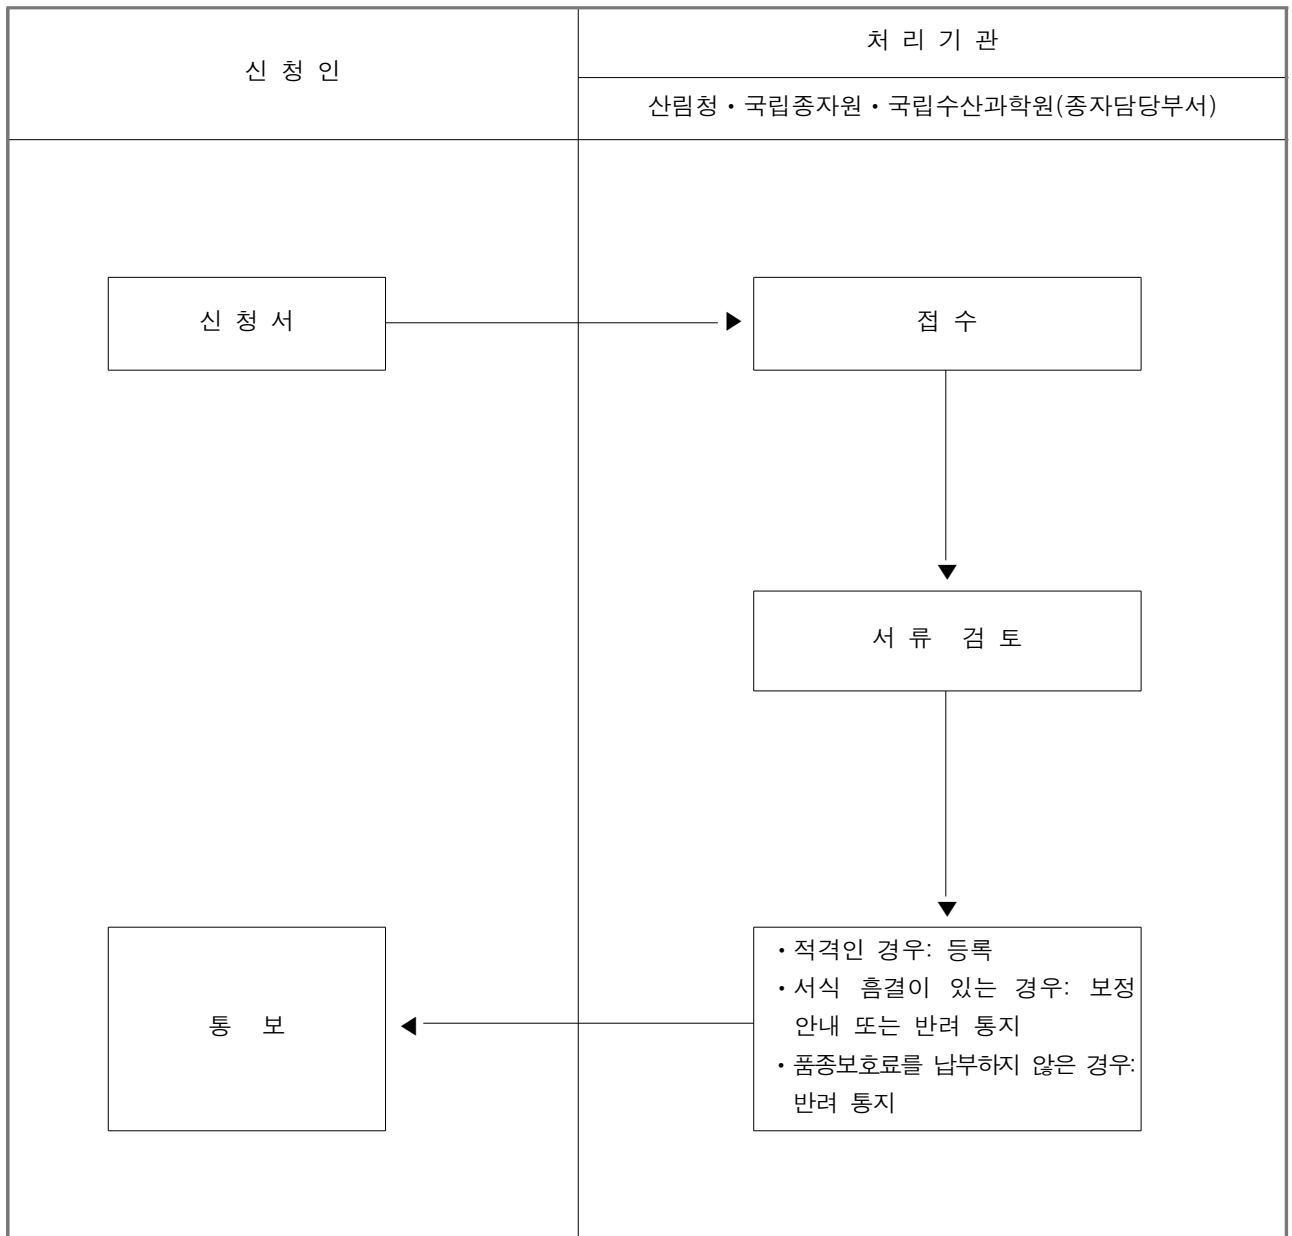 신 청 인
처 리 기 관
산림청・국립종자원・국립수산과학원(종자담당부서)
신 청 서
접 수
서 류 검 토
・적격인 경우: 등록
・서식 흠결이 있는 경우: 보정
안내 또는 반려 통지
・품종보호료를 납부하지 않은 경우:
반려 통지
통 보